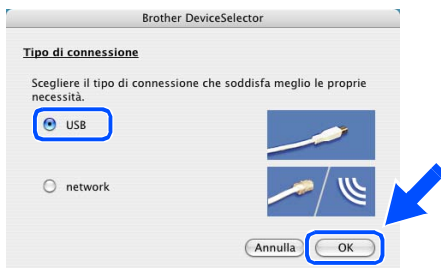 Brother DeviceSelector
Tipo di connessione
Scegliere il tipo di connessione che soddisfa meglio le proprie
necessità.
USB
network
Annulla OK